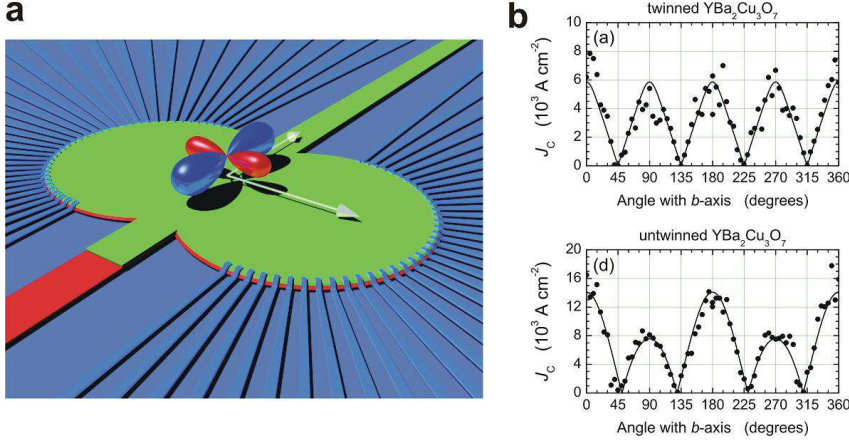 a
b
twinned YBa₂Cu₃O₇
(a)
10
8
6
4
2
0
J_C (10³ A cm⁻²)
0 45 90 135 180 225 270 315 360
Angle with b-axis (degrees)
untwinned YBa₂Cu₃O₇
(d)
20
16
12
8
4
0
J_C (10³ A cm⁻²)
0 45 90 135 180 225 270 315 360
Angle with b-axis (degrees)